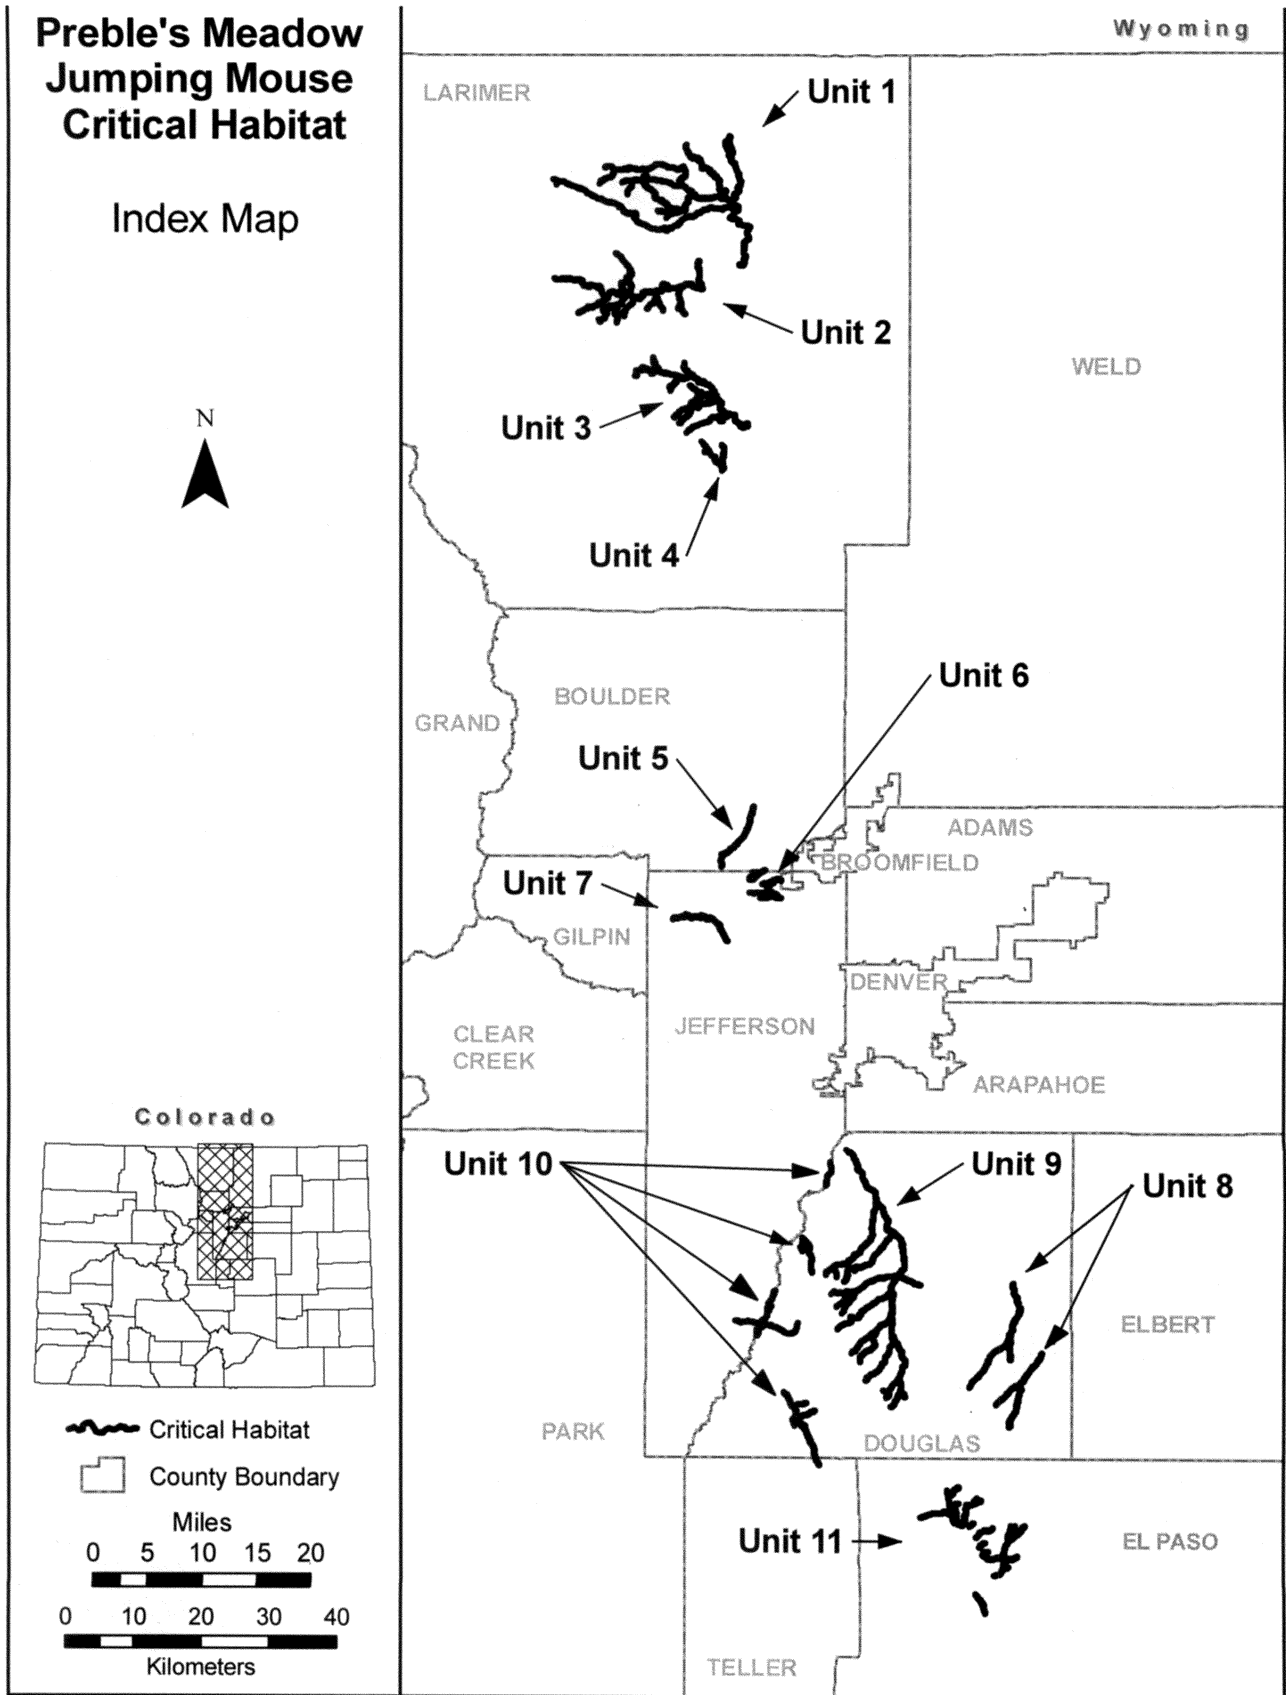 Preble's Meadow
Jumping Mouse
Critical Habitat
Index Map
N
Wyoming
LARIMER
Unit 1
Unit 2
WELD
Unit 3
Unit 4
Unit 6
BOULDER
GRAND
Unit 5
ADAMS
BROOMFIELD
Unit 7
GILPIN
DENVER
JEFFERSON
CLEAR
CREEK
ARAPAHOE
Unit 10
Unit 9
Unit 8
ELBERT
PARK
DOUGLAS
Unit 11
EL PASO
TELLER
Colorado
Critical Habitat
County Boundary
Miles
0 5 10 15 20
0 10 20 30 40
Kilometers